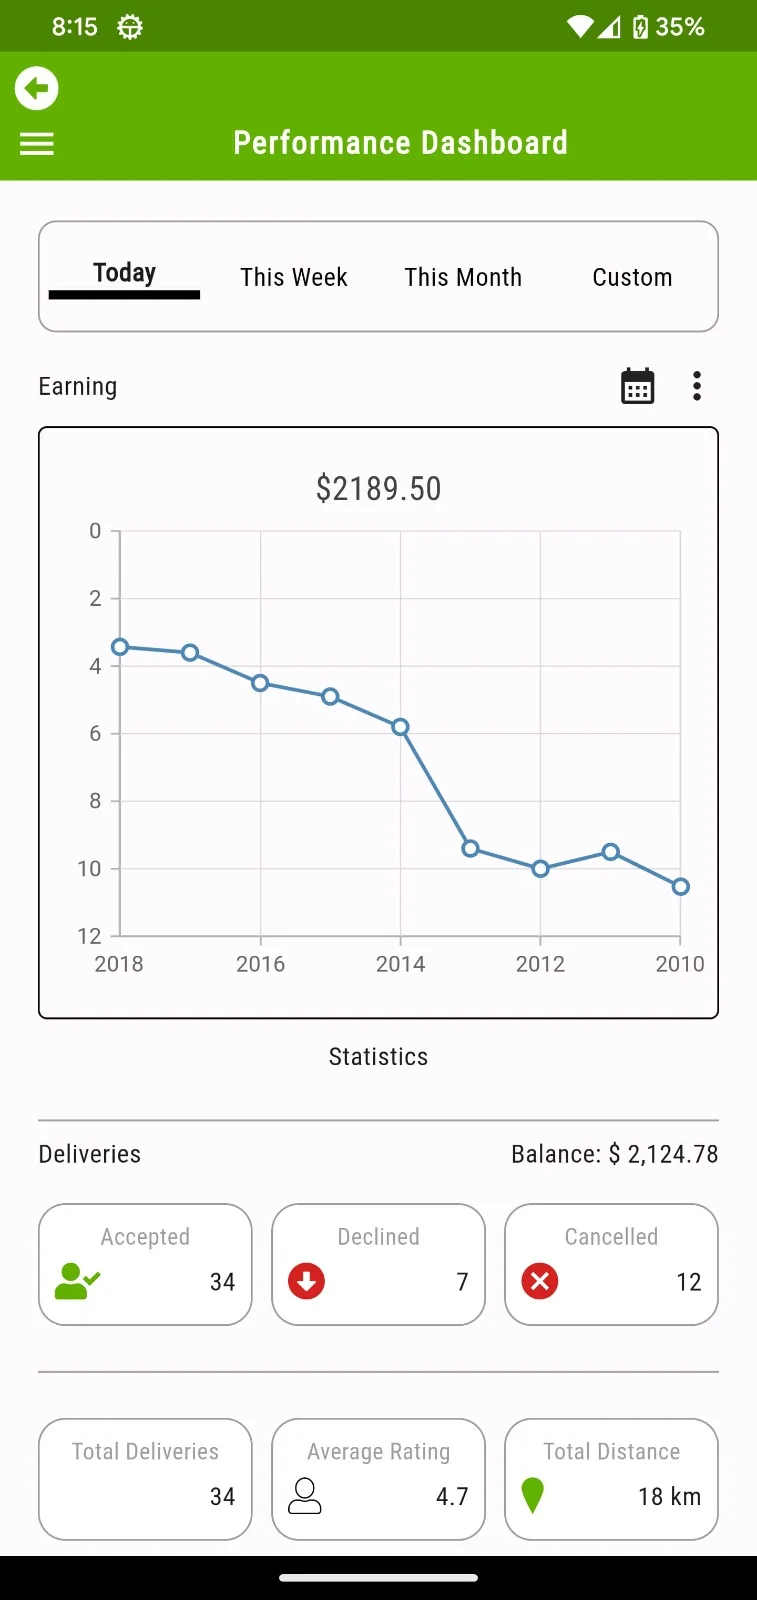 8:15 35%
Performance Dashboard
Today This Week This Month Custom
Earning
$2189.50
0
2
4
6
8
10
12
2018 2016 2014 2012 2010
Statistics
Deliveries Balance: $ 2,124.78
Accepted Declined Cancelled
34 7 12
Total Deliveries Average Rating Total Distance
34 4.7 18 km